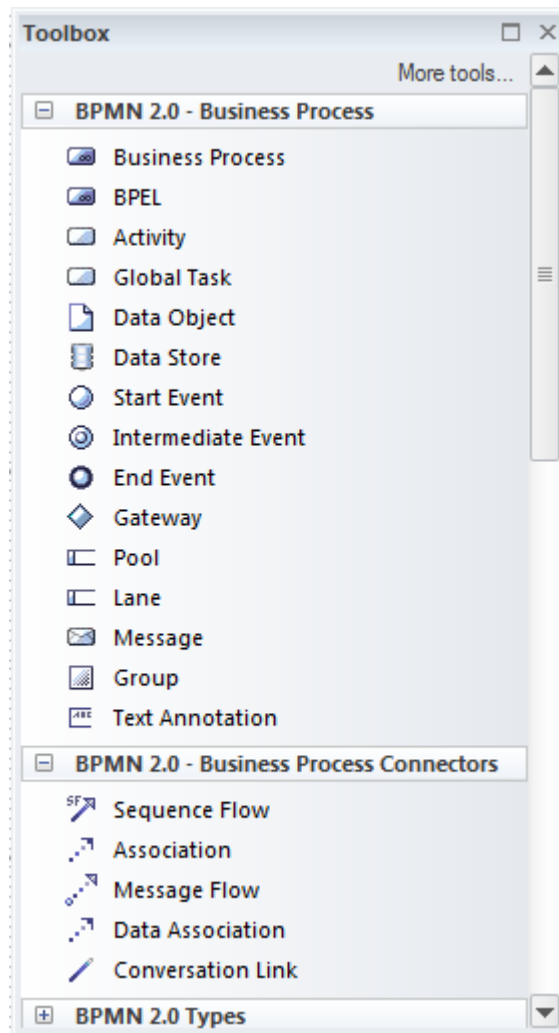 Toolbox
More tools...
BPMN 2.0 - Business Process
Business Process
BPEL
Activity
Global Task
Data Object
Data Store
Start Event
Intermediate Event
End Event
Gateway
Pool
Lane
Message
Group
ABC Text Annotation
BPMN 2.0 - Business Process Connectors
SF Sequence Flow
Association
Message Flow
Data Association
Conversation Link
BPMN 2.0 Types